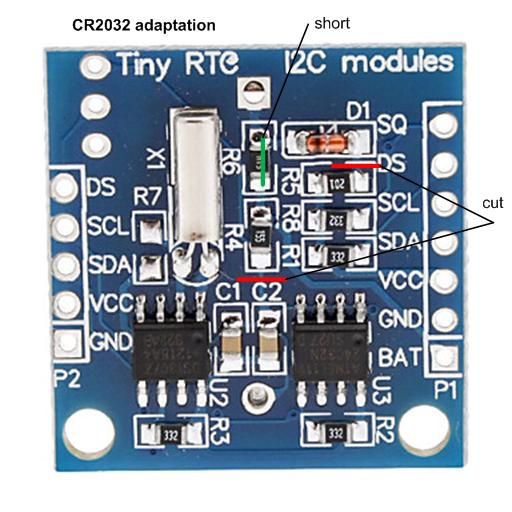 CR2032 adaptation
short
Tiny RTC I2C modules
D1
SQ
DS
X1
R6
R5
201
cut
DS
R7
SCL
SCL
R8
332
R4
155
SDA
SDA
R1
332
VCC
VCC
C1 C2
GND
GND
BAT
P2
U2
U3
P1
R3
332
R2
332